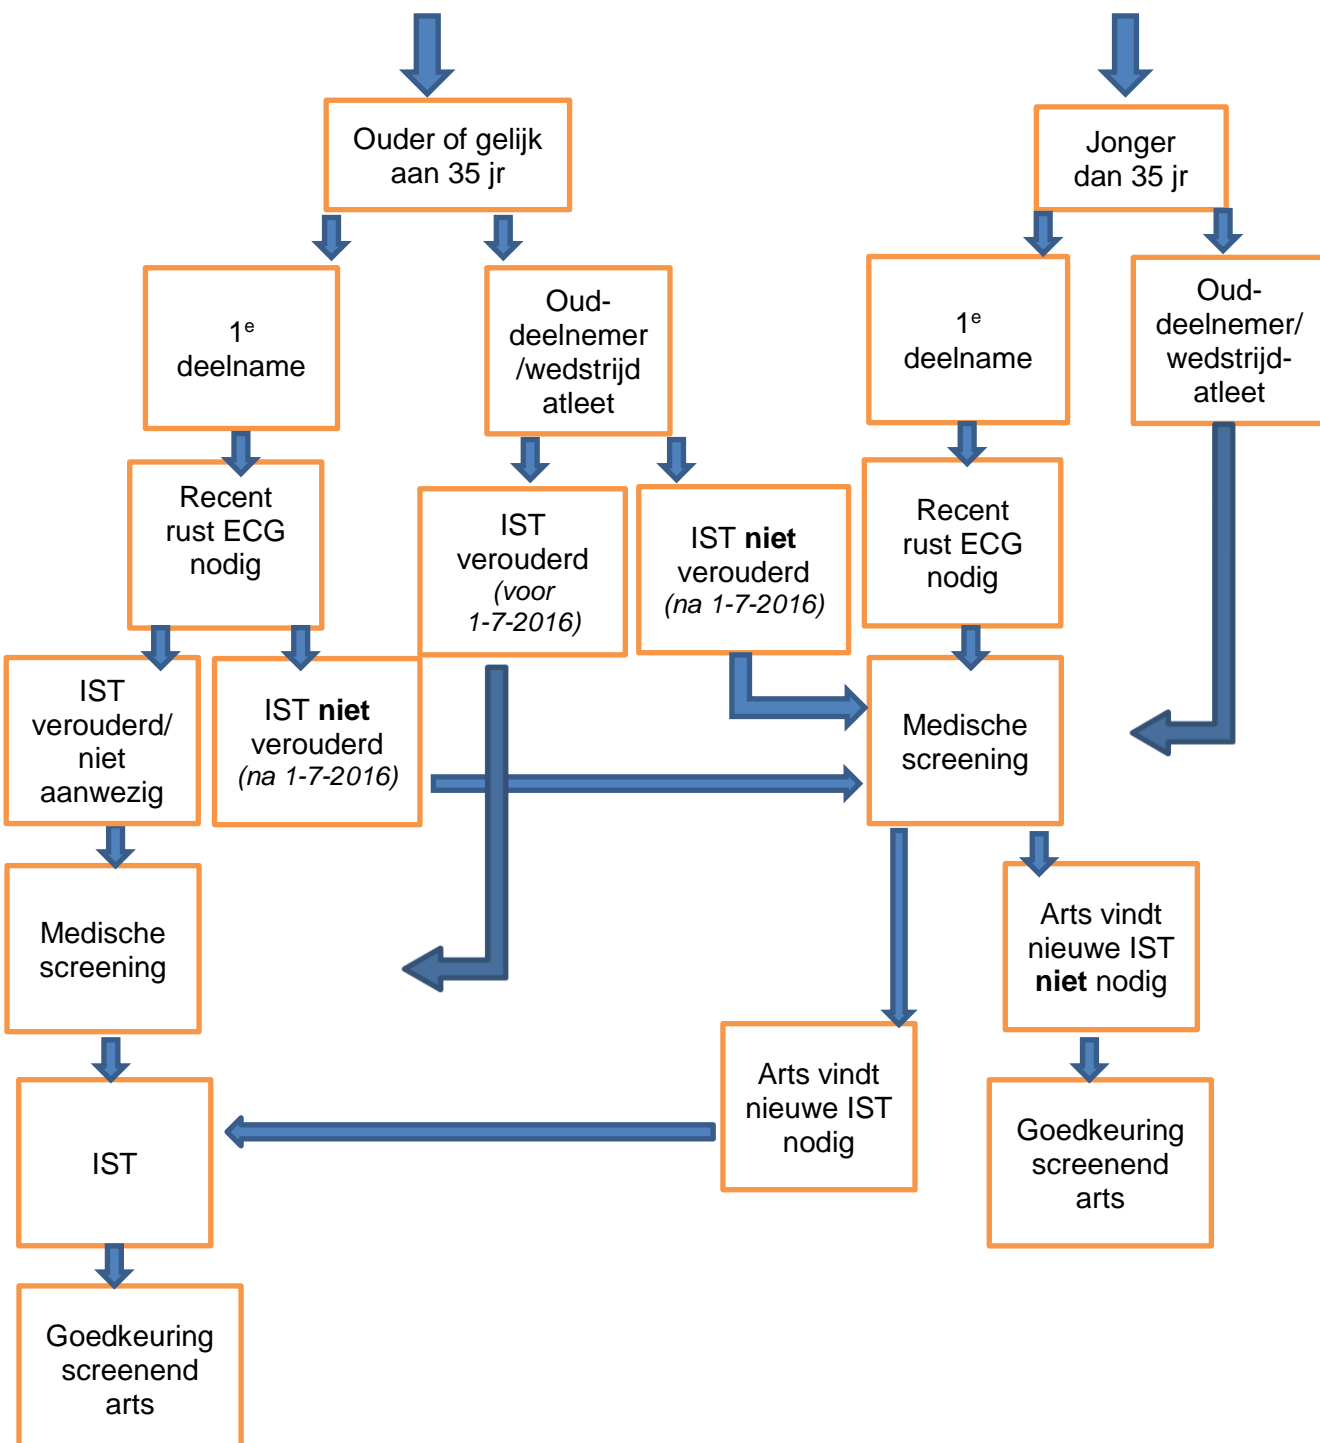 Ouder of gelijk
aan 35 jr
Jonger
dan 35 jr
1e
deelname
Oud-
deelnemer
/wedstrijd
atleet
1e
deelname
Oud-
deelnemer/
wedstrijd-
atleet
Recent
rust ECG
nodig
IST
verouderd
(voor
1-7-2016)
IST niet
verouderd
(na 1-7-2016)
Recent
rust ECG
nodig
IST
verouderd/
niet
aanwezig
IST niet
verouderd
(na 1-7-2016)
Medische
screening
Medische
screening
Arts vindt
nieuwe IST
niet nodig
IST
Arts vindt
nieuwe IST
nodig
Goedkeuring
screenend
arts
Goedkeuring
screenend
arts